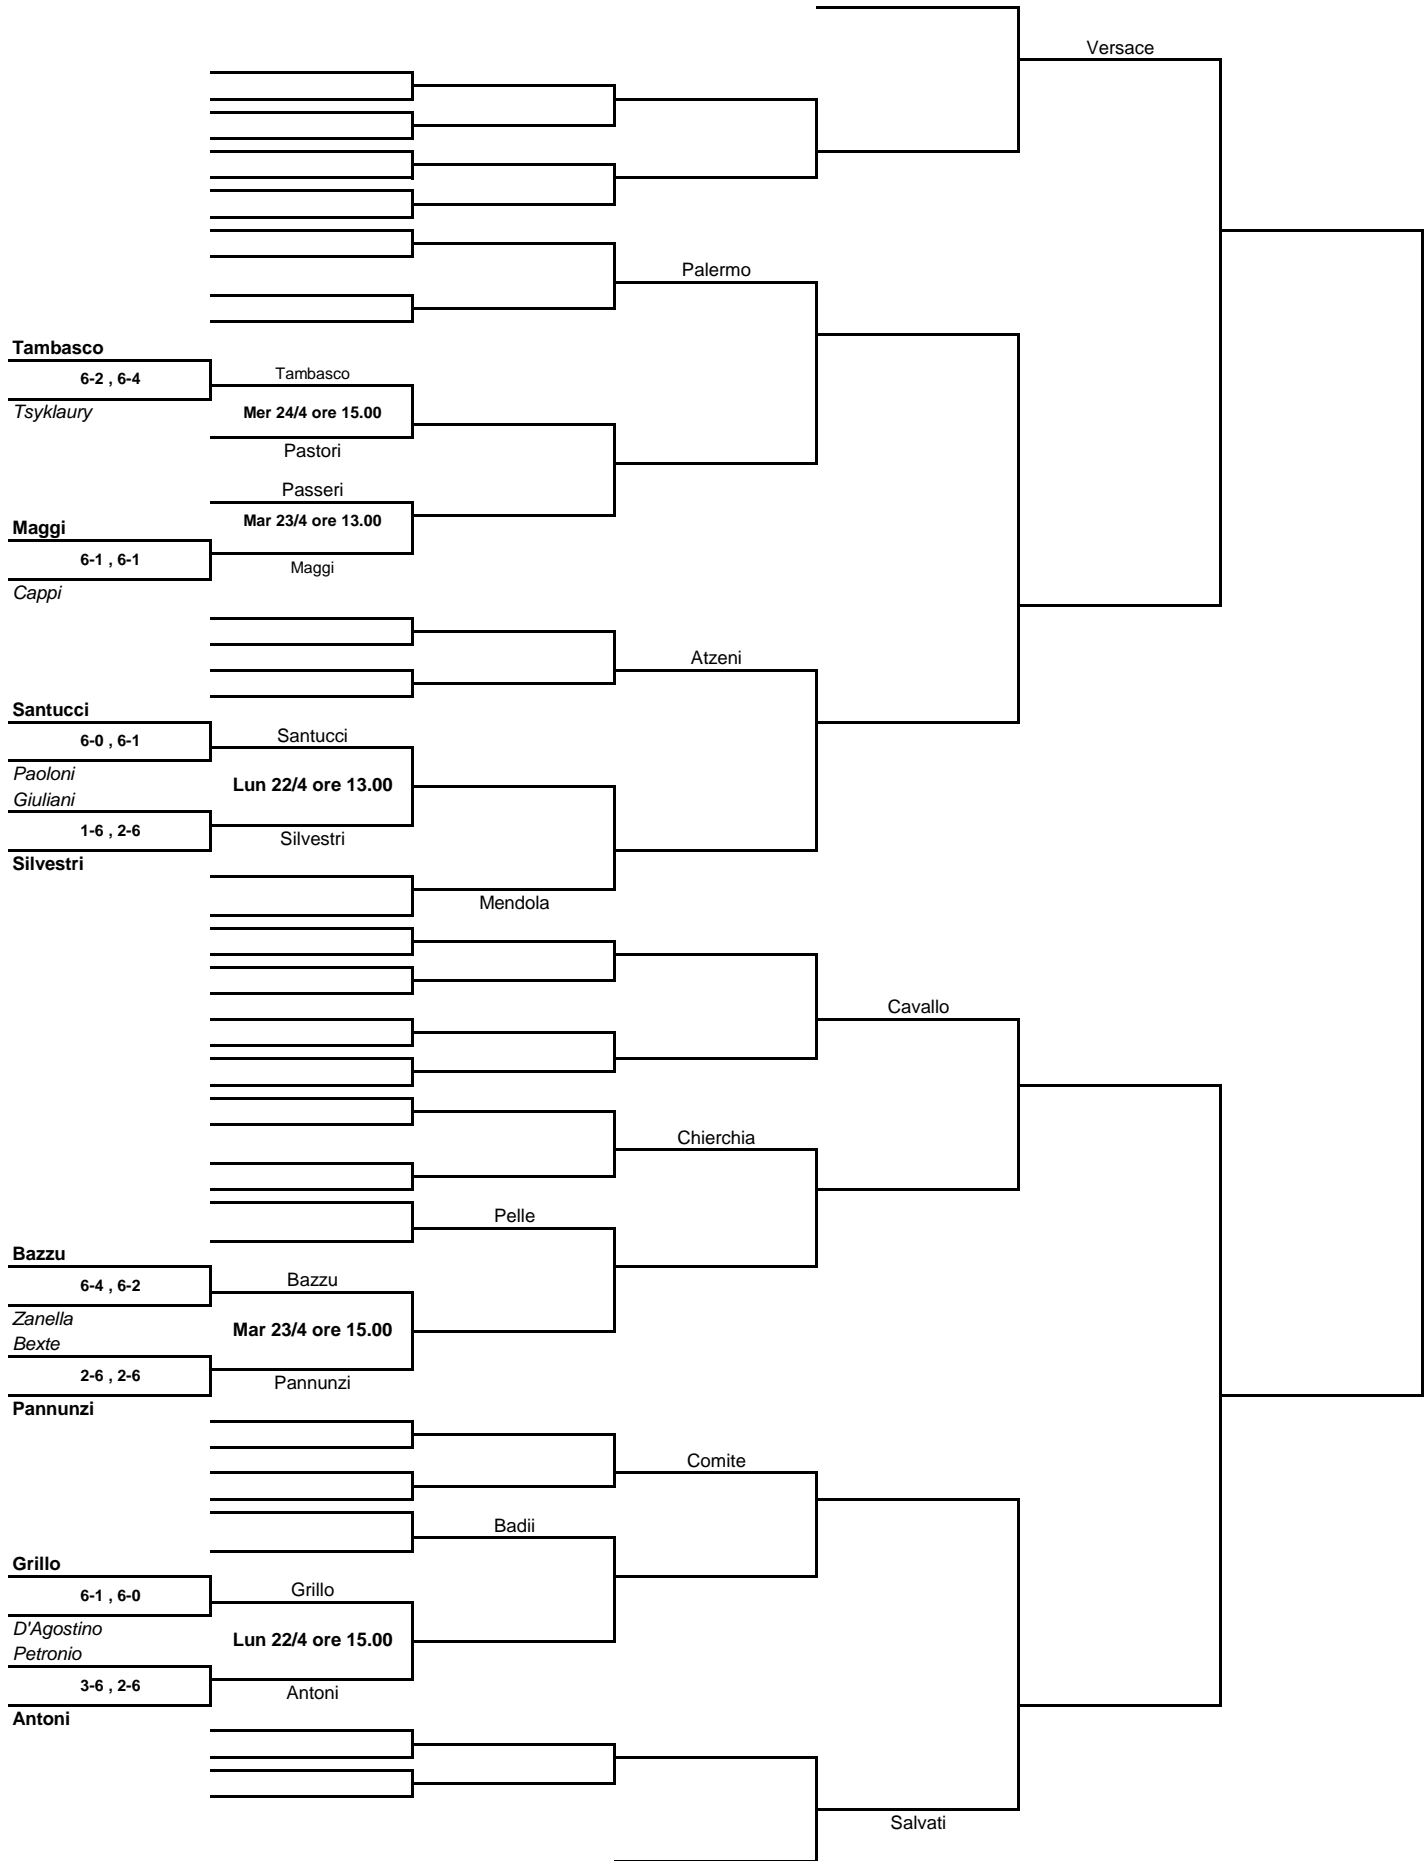 Versace
Palermo
Tambasco
6-2 , 6-4
Tambasco
Tsyklaury
Mer 24/4 ore 15.00
Pastori
Passeri
Mar 23/4 ore 13.00
Maggi
6-1 , 6-1
Maggi
Cappi
Atzeni
Santucci
6-0 , 6-1
Santucci
Paoloni
Lun 22/4 ore 13.00
Giuliani
1-6 , 2-6
Silvestri
Silvestri
Mendola
Cavallo
Chierchia
Pelle
Bazzu
6-4 , 6-2
Bazzu
Zanella
Mar 23/4 ore 15.00
Bexte
2-6 , 2-6
Pannunzi
Pannunzi
Comite
Badii
Grillo
6-1 , 6-0
Grillo
D'Agostino
Lun 22/4 ore 15.00
Petronio
3-6 , 2-6
Antoni
Antoni
Salvati